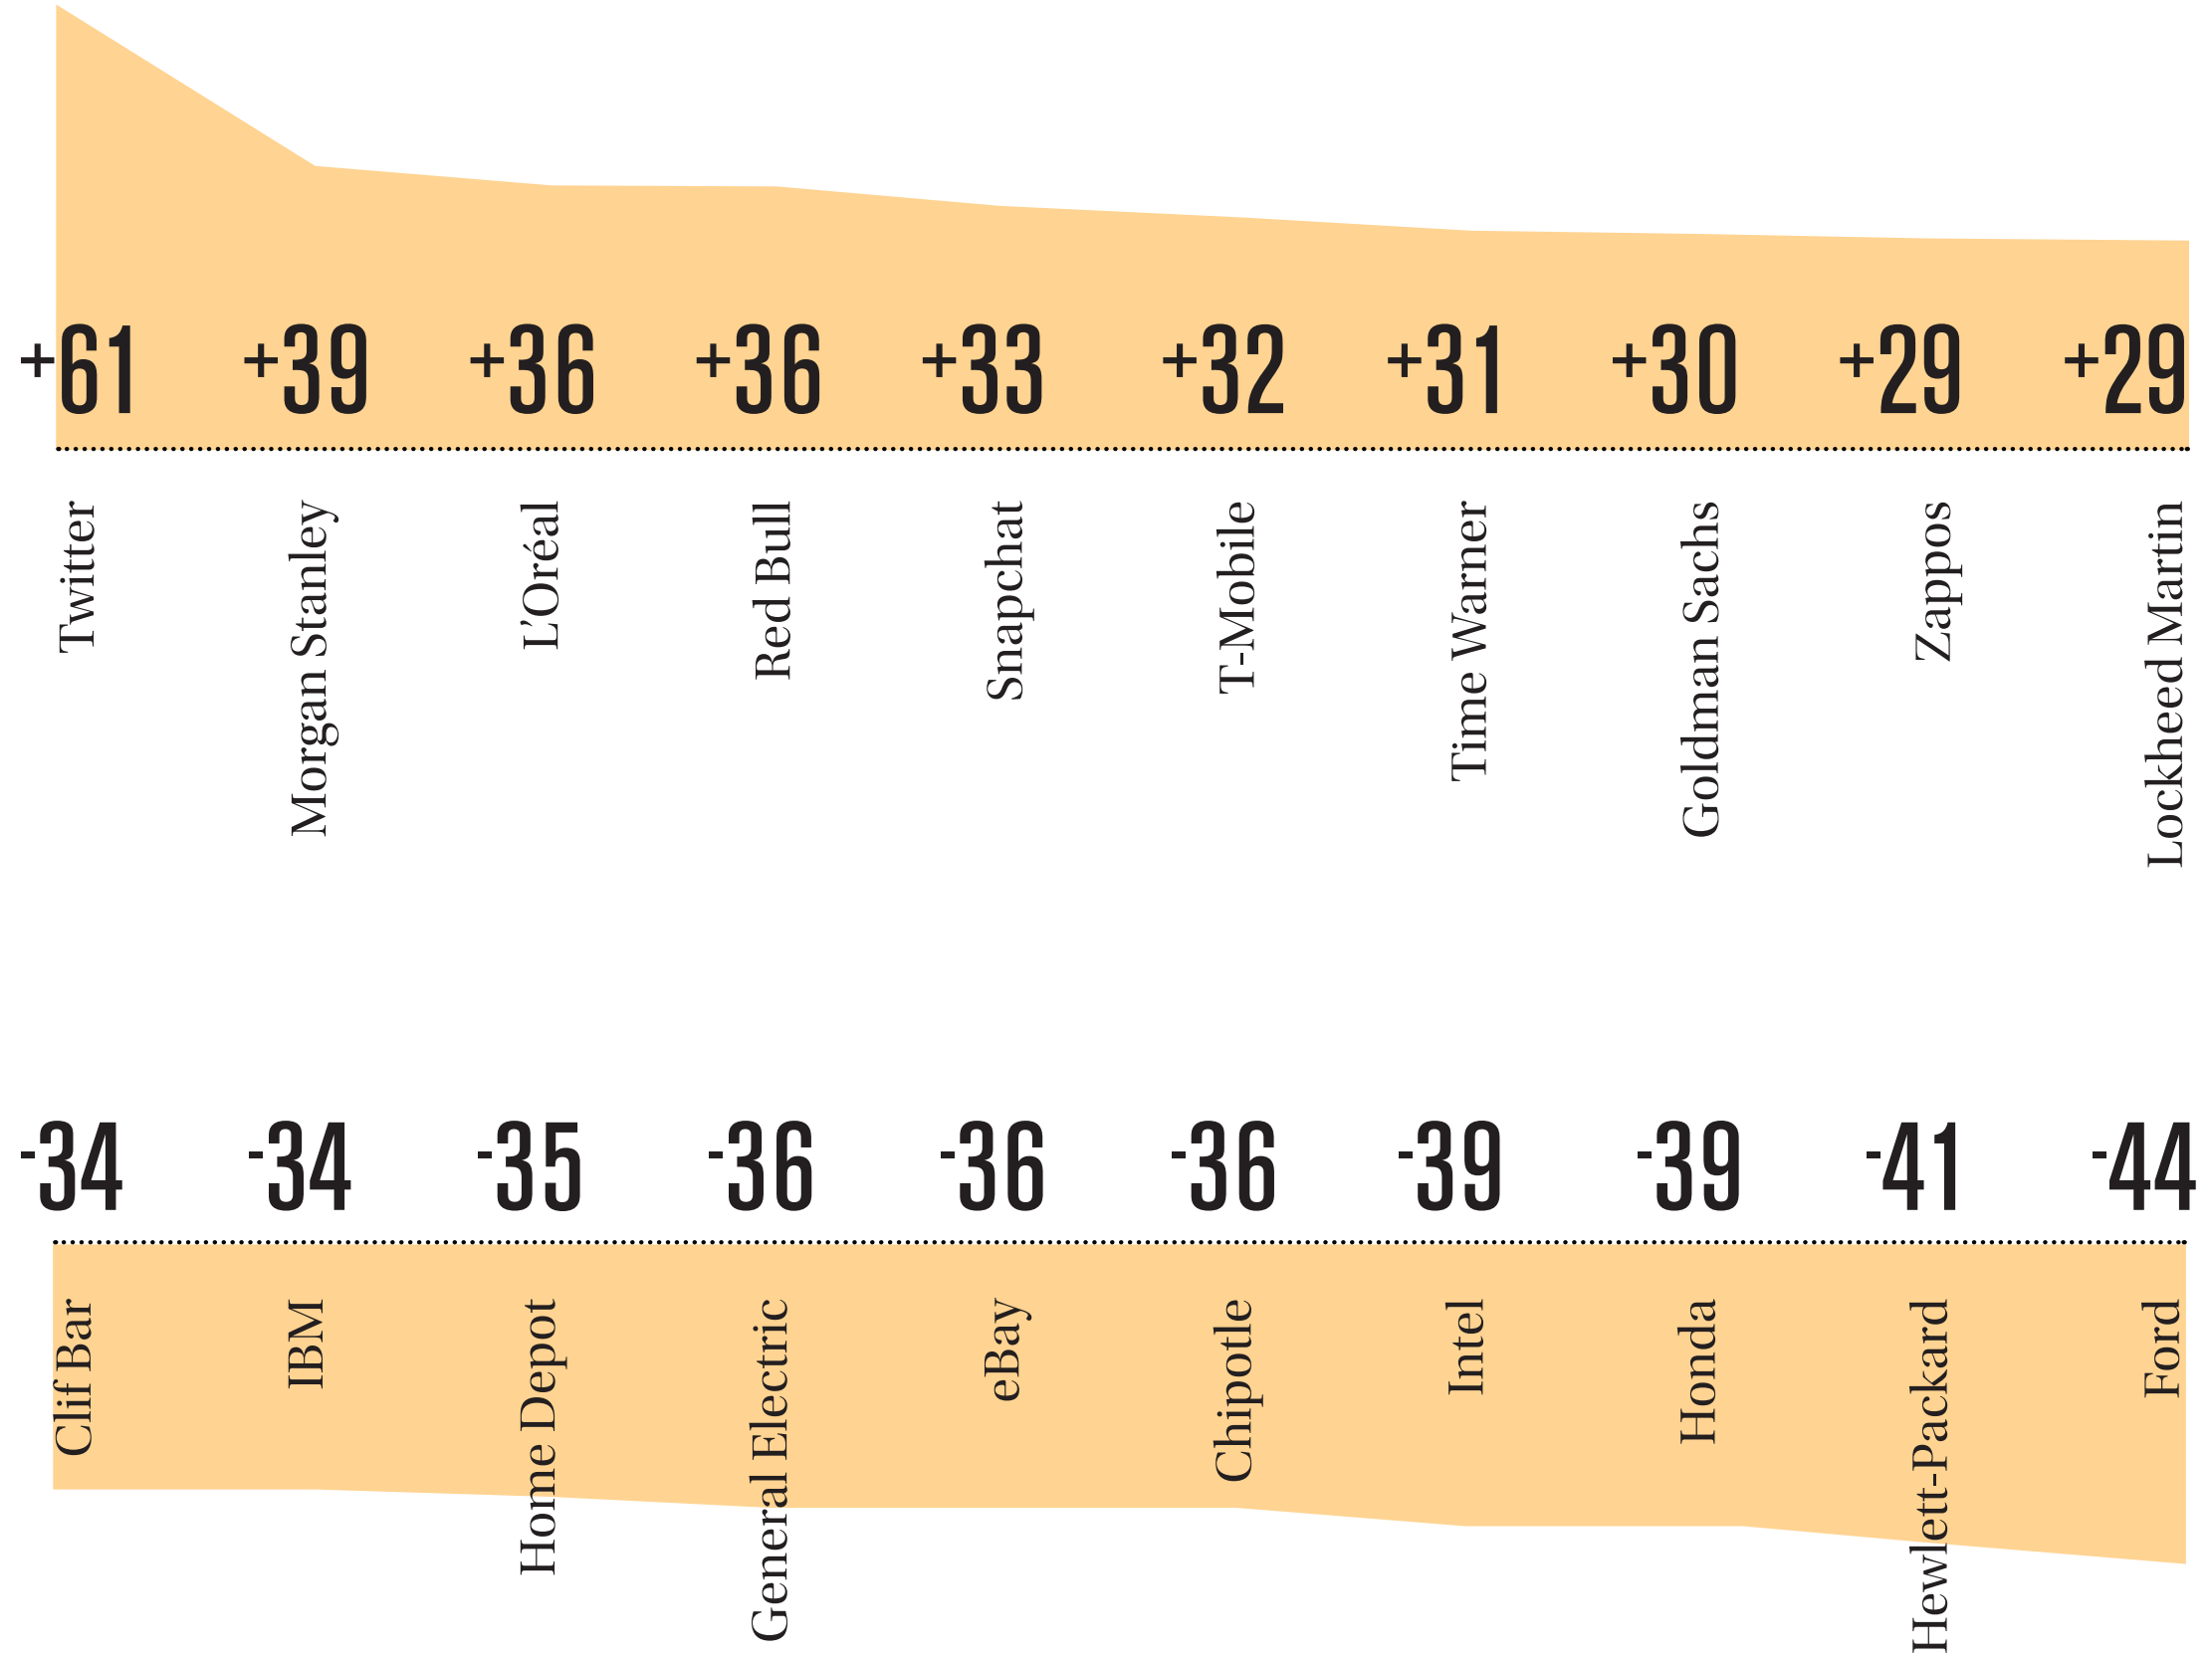 +61 +39 +36 +36 +33 +32 +31 +30 +29 +29
Twitter
Morgan Stanley
L’Oréal
Red Bull
Snapchat
T-Mobile
Time Warner
Goldman Sachs
Zappos
Lockheed Martin
-34 -34 -35 -36 -36 -36 -39 -39 -41 -44
Clif Bar
IBM
Home Depot
General Electric
eBay
Chipotle
Intel
Honda
Hewlett-Packard
Ford